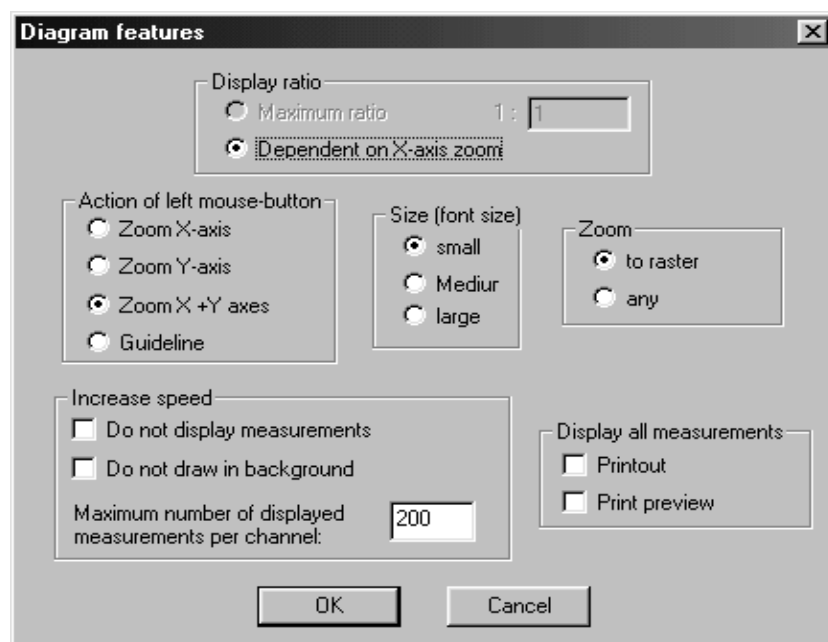 Diagram features
Display ratio
Maximum ratio 1 : 1
Dependent on X-axis zoom
Action of left mouse-button
Zoom X-axis
Zoom Y-axis
Zoom X +Y axes
Guideline
Size (font size)
small
Mediur
large
Zoom
to raster
any
Increase speed
Do not display measurements
Do not draw in background
Maximum number of displayed
measurements per channel:
200
Display all measurements
Printout
Print preview
OK
Cancel